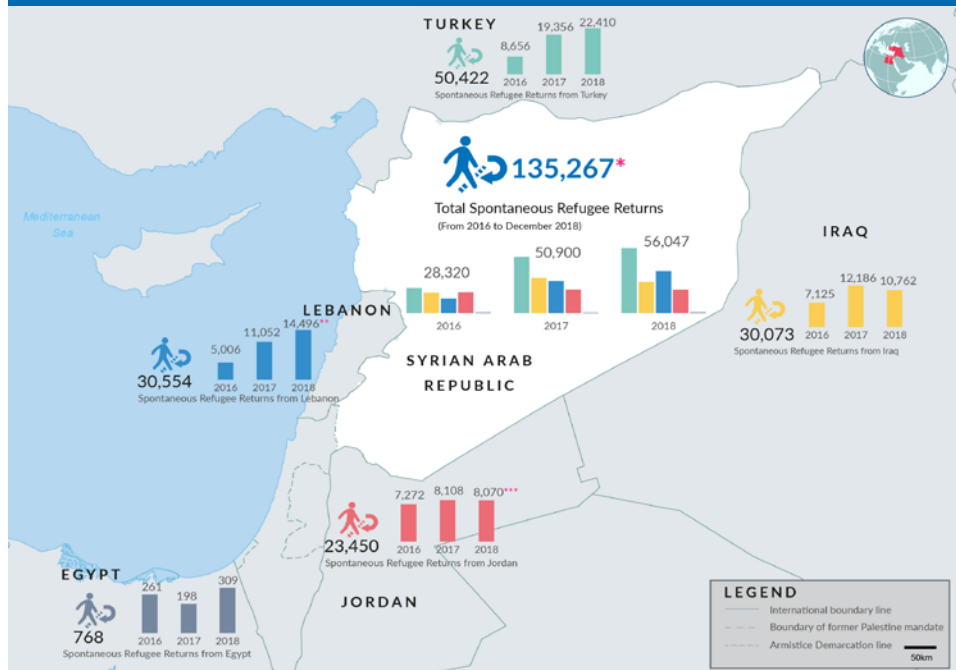 TURKEY
8,656
19,356
22,410
50,422
2016
2017
2018
Spontaneous Refugee Returns from Turkey
135,267*
Total Spontaneous Refugee Returns
(From 2016 to December 2018)
28,320
50,900
56,047
2016
2017
2018
Mediterranean
Sea
SYRIAN ARAB
REPUBLIC
IRAQ
7,125
12,186
10,762
30,073
2016
2017
2018
Spontaneous Refugee Returns from Iraq
LEBANON
5,006
11,052
14,496**
30,554
2016
2017
2018
Spontaneous Refugee Returns from Lebanon
7,272
8,108
8,070***
23,450
2016
2017
2018
Spontaneous Refugee Returns from Jordan
JORDAN
EGYPT
261
198
309
768
2016
2017
2018
Spontaneous Refugee Returns from Egypt
LEGEND
International boundary line
Boundary of former Palestine mandate
Armistice Demarcation line
50km